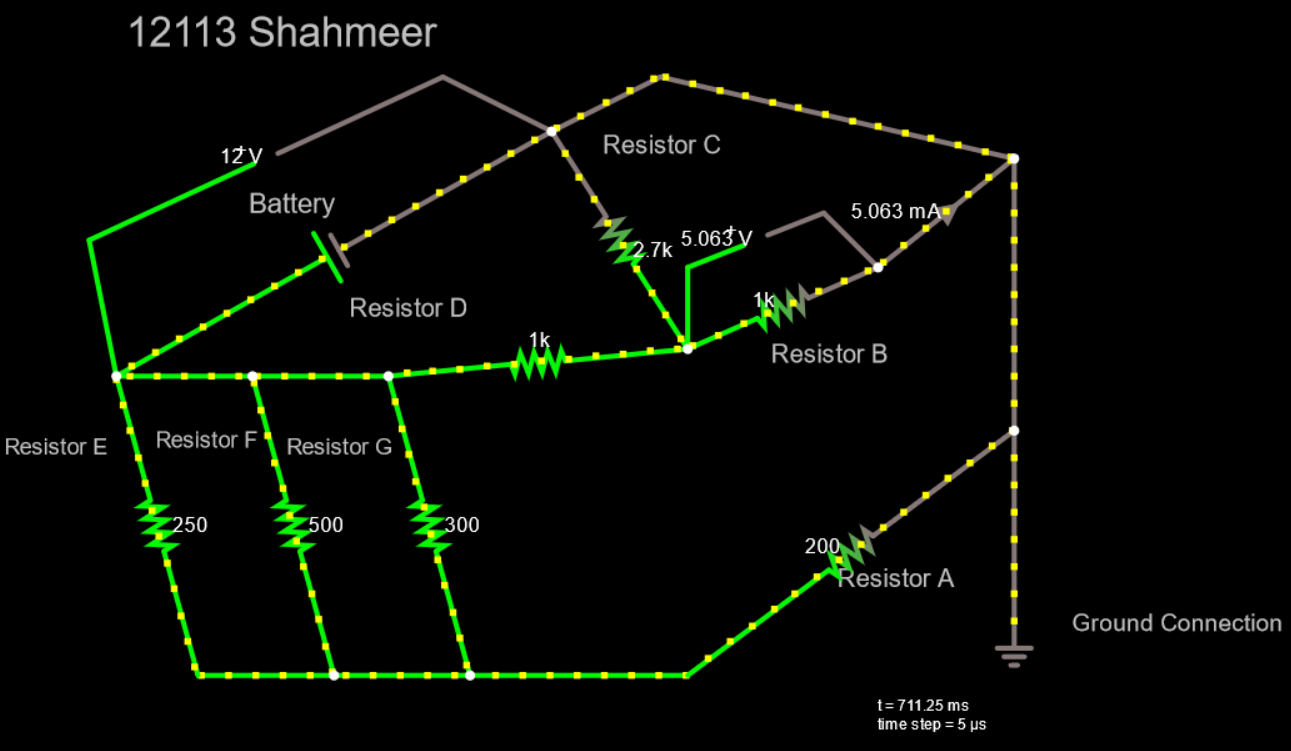 12113 Shahmeer
Resistor C
12 V
+
Battery
5.063 mA
5.063 V
+
2.7k
Resistor D
1k
1k
Resistor B
Resistor E
Resistor F
Resistor G
250
500
300
200
Resistor A
Ground Connection
t = 711.25 ms
time step = 5 µs